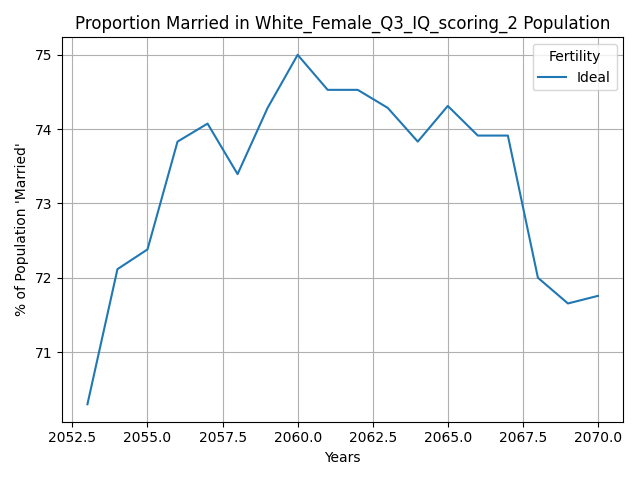 Proportion Married in White_Female_Q3_IQ_scoring_2 Population
Fertility
Ideal
% of Population 'Married'
75
74
73
72
71
2052.5 2055.0 2057.5 2060.0 2062.5 2065.0 2067.5 2070.0
Years